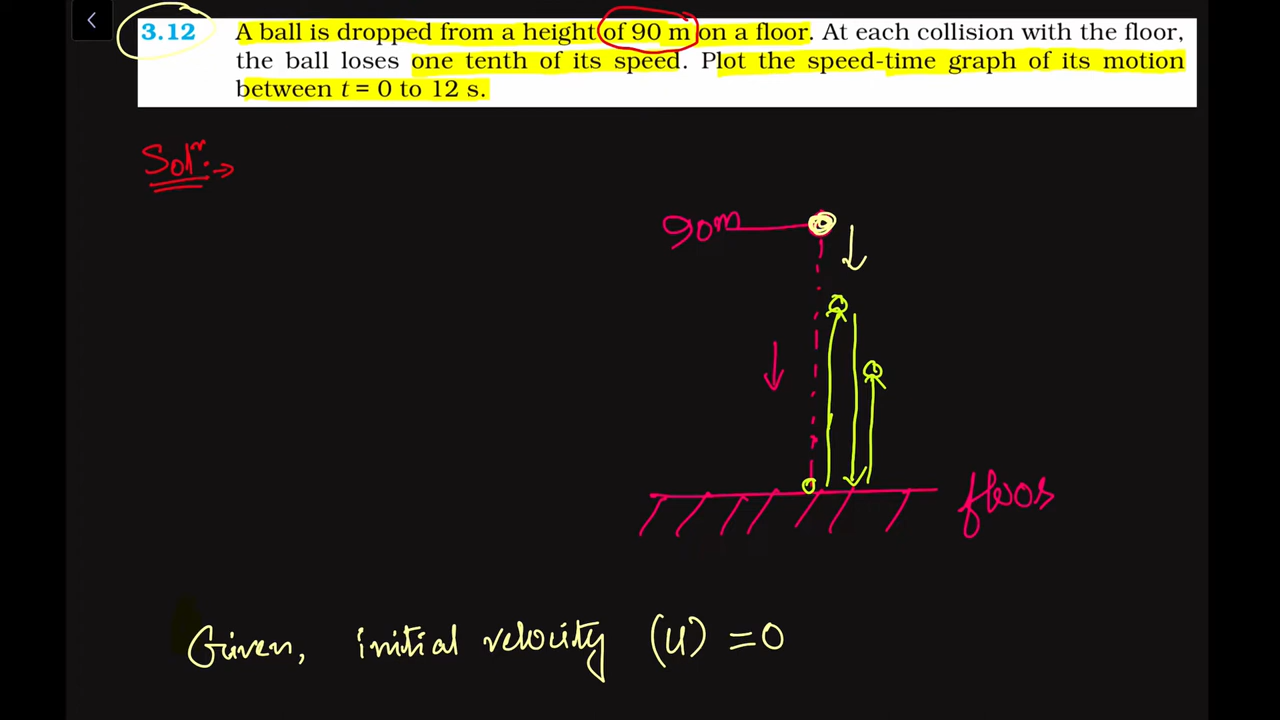 3.12 A ball is dropped from a height of 90 m on a floor. At each collision with the floor,
the ball loses one tenth of its speed. Plot the speed-time graph of its motion
between t = 0 to 12 s.
Solⁿ. →
90m
floor
Given, initial velocity (u) = 0